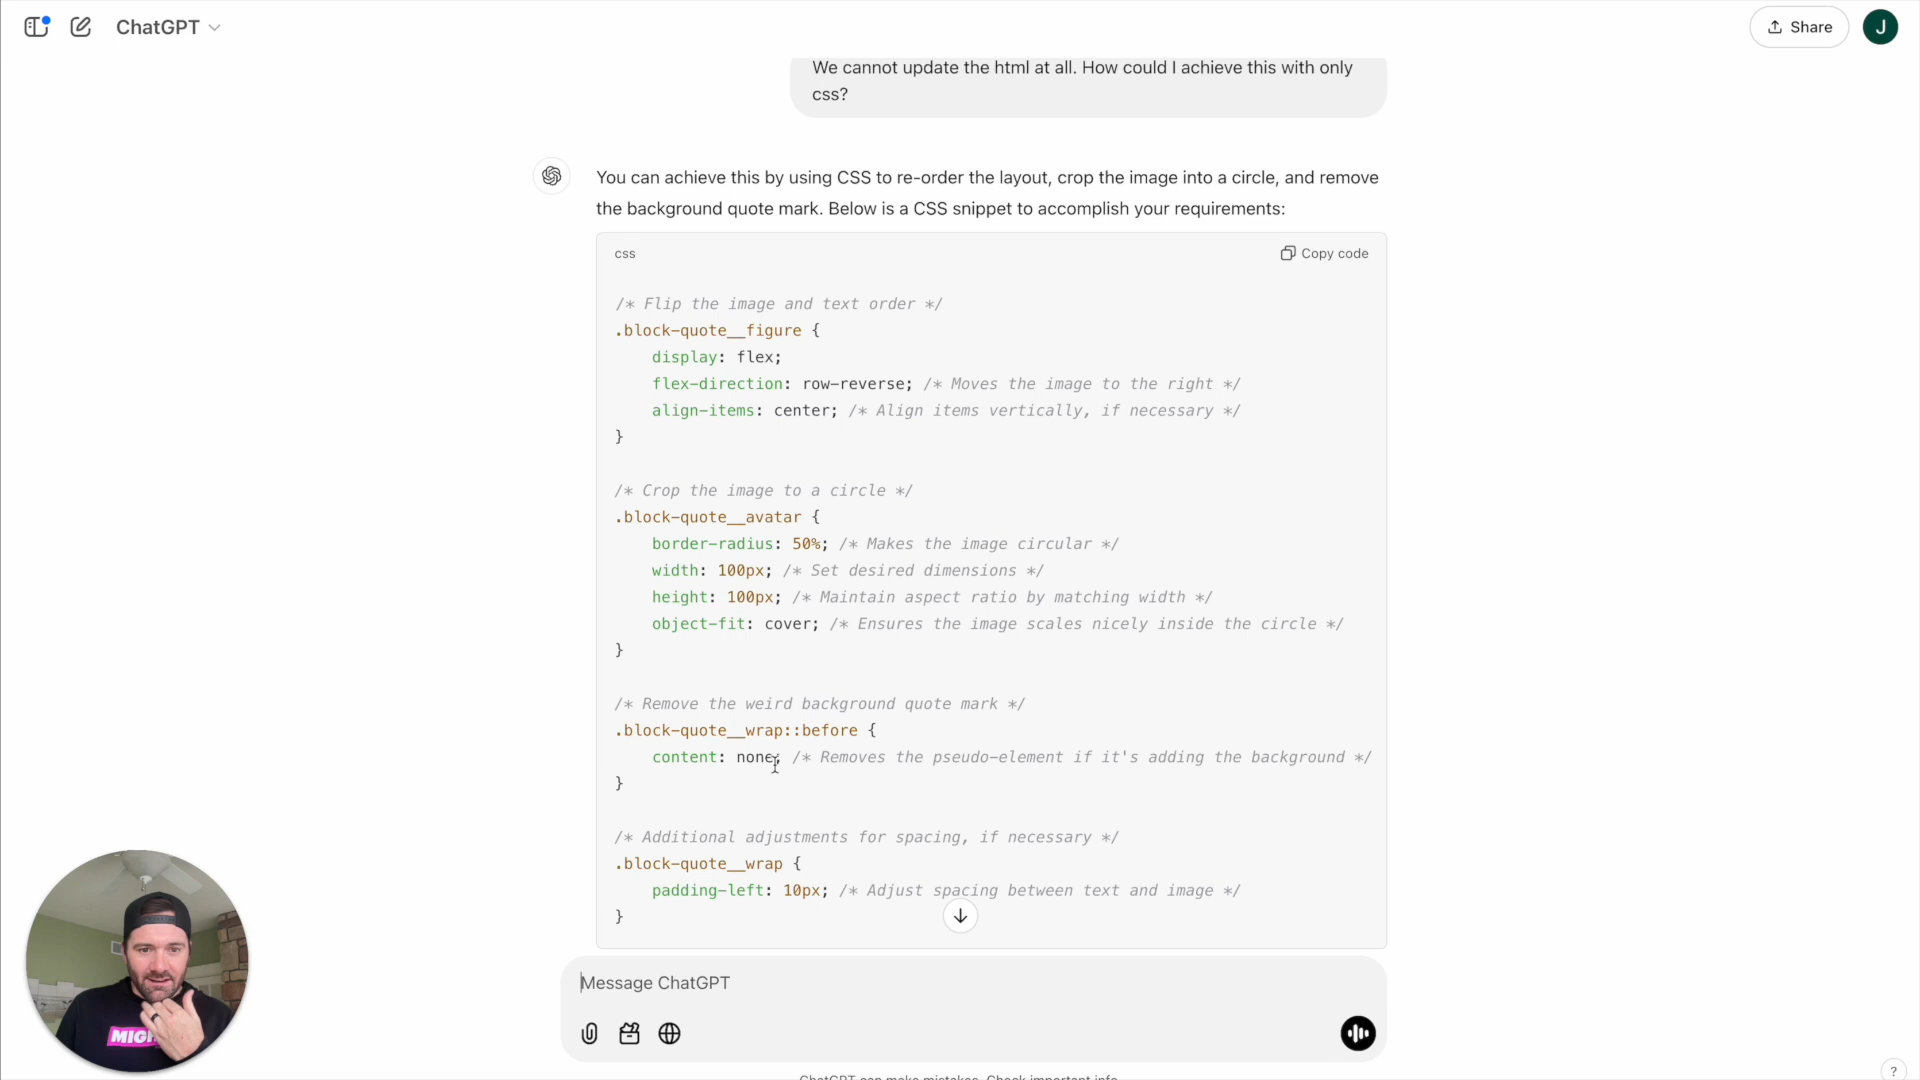 ChatGPT
Share
J
We cannot update the html at all. How could I achieve this with only
css?
You can achieve this by using CSS to re-order the layout, crop the image into a circle, and remove
the background quote mark. Below is a CSS snippet to accomplish your requirements:
css
Copy code
/* Flip the image and text order */
.block-quote__figure {
    display: flex;
    flex-direction: row-reverse; /* Moves the image to the right */
    align-items: center; /* Align items vertically, if necessary */
}
/* Crop the image to a circle */
.block-quote__avatar {
    border-radius: 50%; /* Makes the image circular */
    width: 100px; /* Set desired dimensions */
    height: 100px; /* Maintain aspect ratio by matching width */
    object-fit: cover; /* Ensures the image scales nicely inside the circle */
}
/* Remove the weird background quote mark */
.block-quote__wrap::before {
    content: none; /* Removes the pseudo-element if it's adding the background */
}
/* Additional adjustments for spacing, if necessary */
.block-quote__wrap {
    padding-left: 10px; /* Adjust spacing between text and image */
}
Message ChatGPT
ChatGPT can make mistakes. Check important info.
?
MIGH